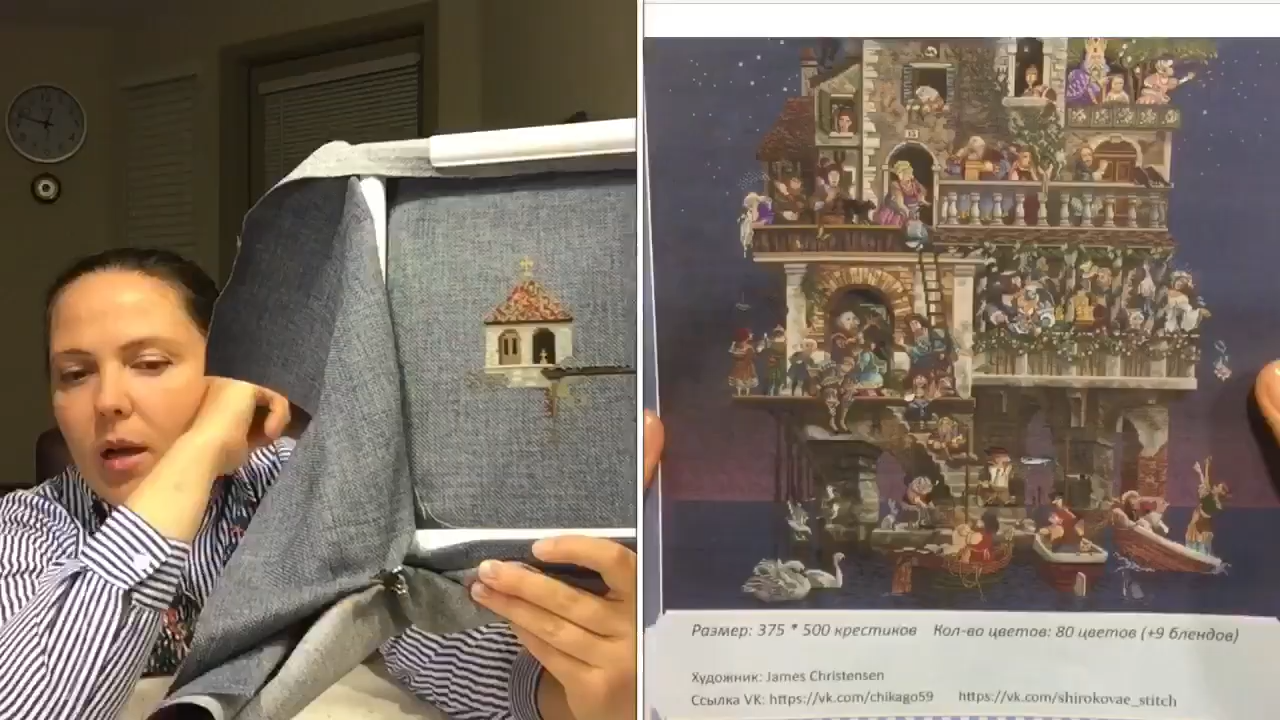 Размер: 375 * 500 крестиков Кол-во цветов: 80 цветов (+9 блендов)
Художник: James Christensen
Ссылка VK: https://vk.com/chikago59 https://vk.com/shirokovae_stitch